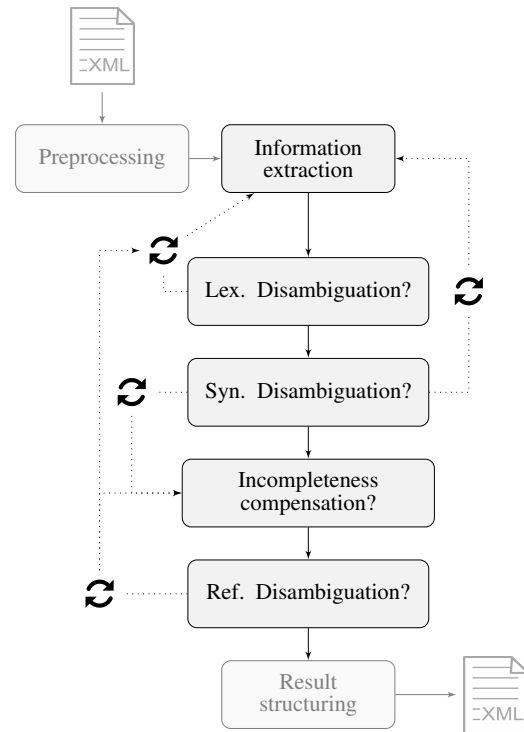 XML
Preprocessing
Information
extraction
Lex. Disambiguation?
Syn. Disambiguation?
Incompleteness
compensation?
Ref. Disambiguation?
Result
structuring
XML